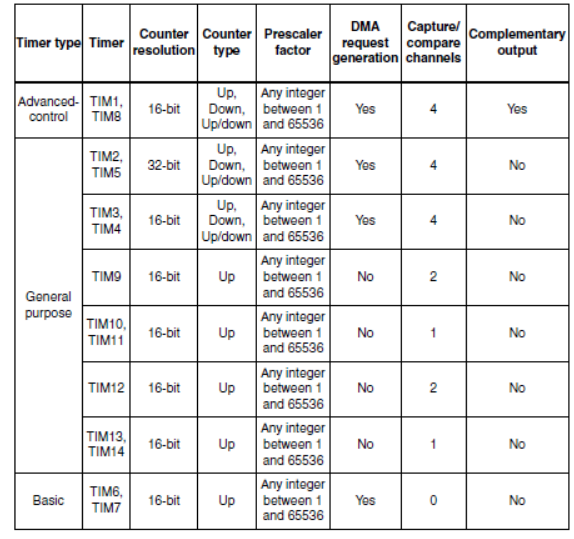 Timer type Timer Counter resolution Counter type Prescaler factor DMA request generation Capture/ compare channels Complementary output
Advanced-control TIM1, TIM8 16-bit Up, Down, Up/down Any integer between 1 and 65536 Yes 4 Yes
General purpose TIM2, TIM5 32-bit Up, Down, Up/down Any integer between 1 and 65536 Yes 4 No
TIM3, TIM4 16-bit Up, Down, Up/down Any integer between 1 and 65536 Yes 4 No
TIM9 16-bit Up Any integer between 1 and 65536 No 2 No
TIM10, TIM11 16-bit Up Any integer between 1 and 65536 No 1 No
TIM12 16-bit Up Any integer between 1 and 65536 No 2 No
TIM13, TIM14 16-bit Up Any integer between 1 and 65536 No 1 No
Basic TIM6, TIM7 16-bit Up Any integer between 1 and 65536 Yes 0 No